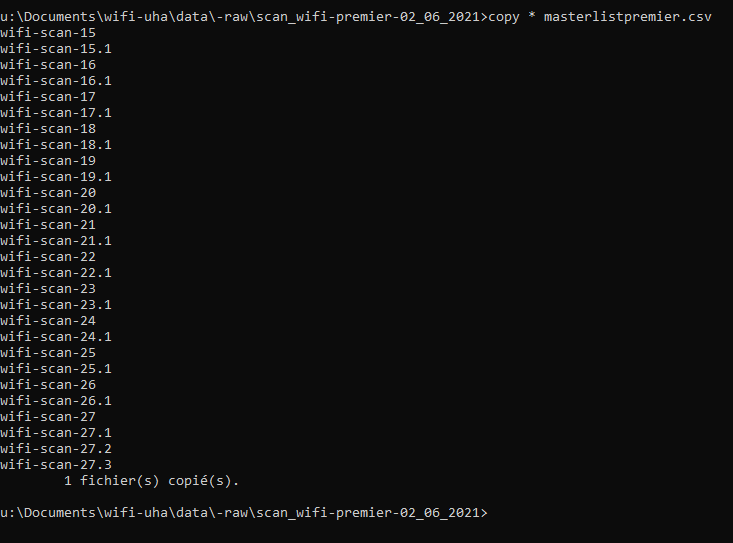 u:\Documents\wifi-uha\data\-raw\scan_wifi-premier-02_06_2021>copy * masterlistpremier.csv
wifi-scan-15
wifi-scan-15.1
wifi-scan-16
wifi-scan-16.1
wifi-scan-17
wifi-scan-17.1
wifi-scan-18
wifi-scan-18.1
wifi-scan-19
wifi-scan-19.1
wifi-scan-20
wifi-scan-20.1
wifi-scan-21
wifi-scan-21.1
wifi-scan-22
wifi-scan-22.1
wifi-scan-23
wifi-scan-23.1
wifi-scan-24
wifi-scan-24.1
wifi-scan-25
wifi-scan-25.1
wifi-scan-26
wifi-scan-26.1
wifi-scan-27
wifi-scan-27.1
wifi-scan-27.2
wifi-scan-27.3
1 fichier(s) copié(s).
u:\Documents\wifi-uha\data\-raw\scan_wifi-premier-02_06_2021>